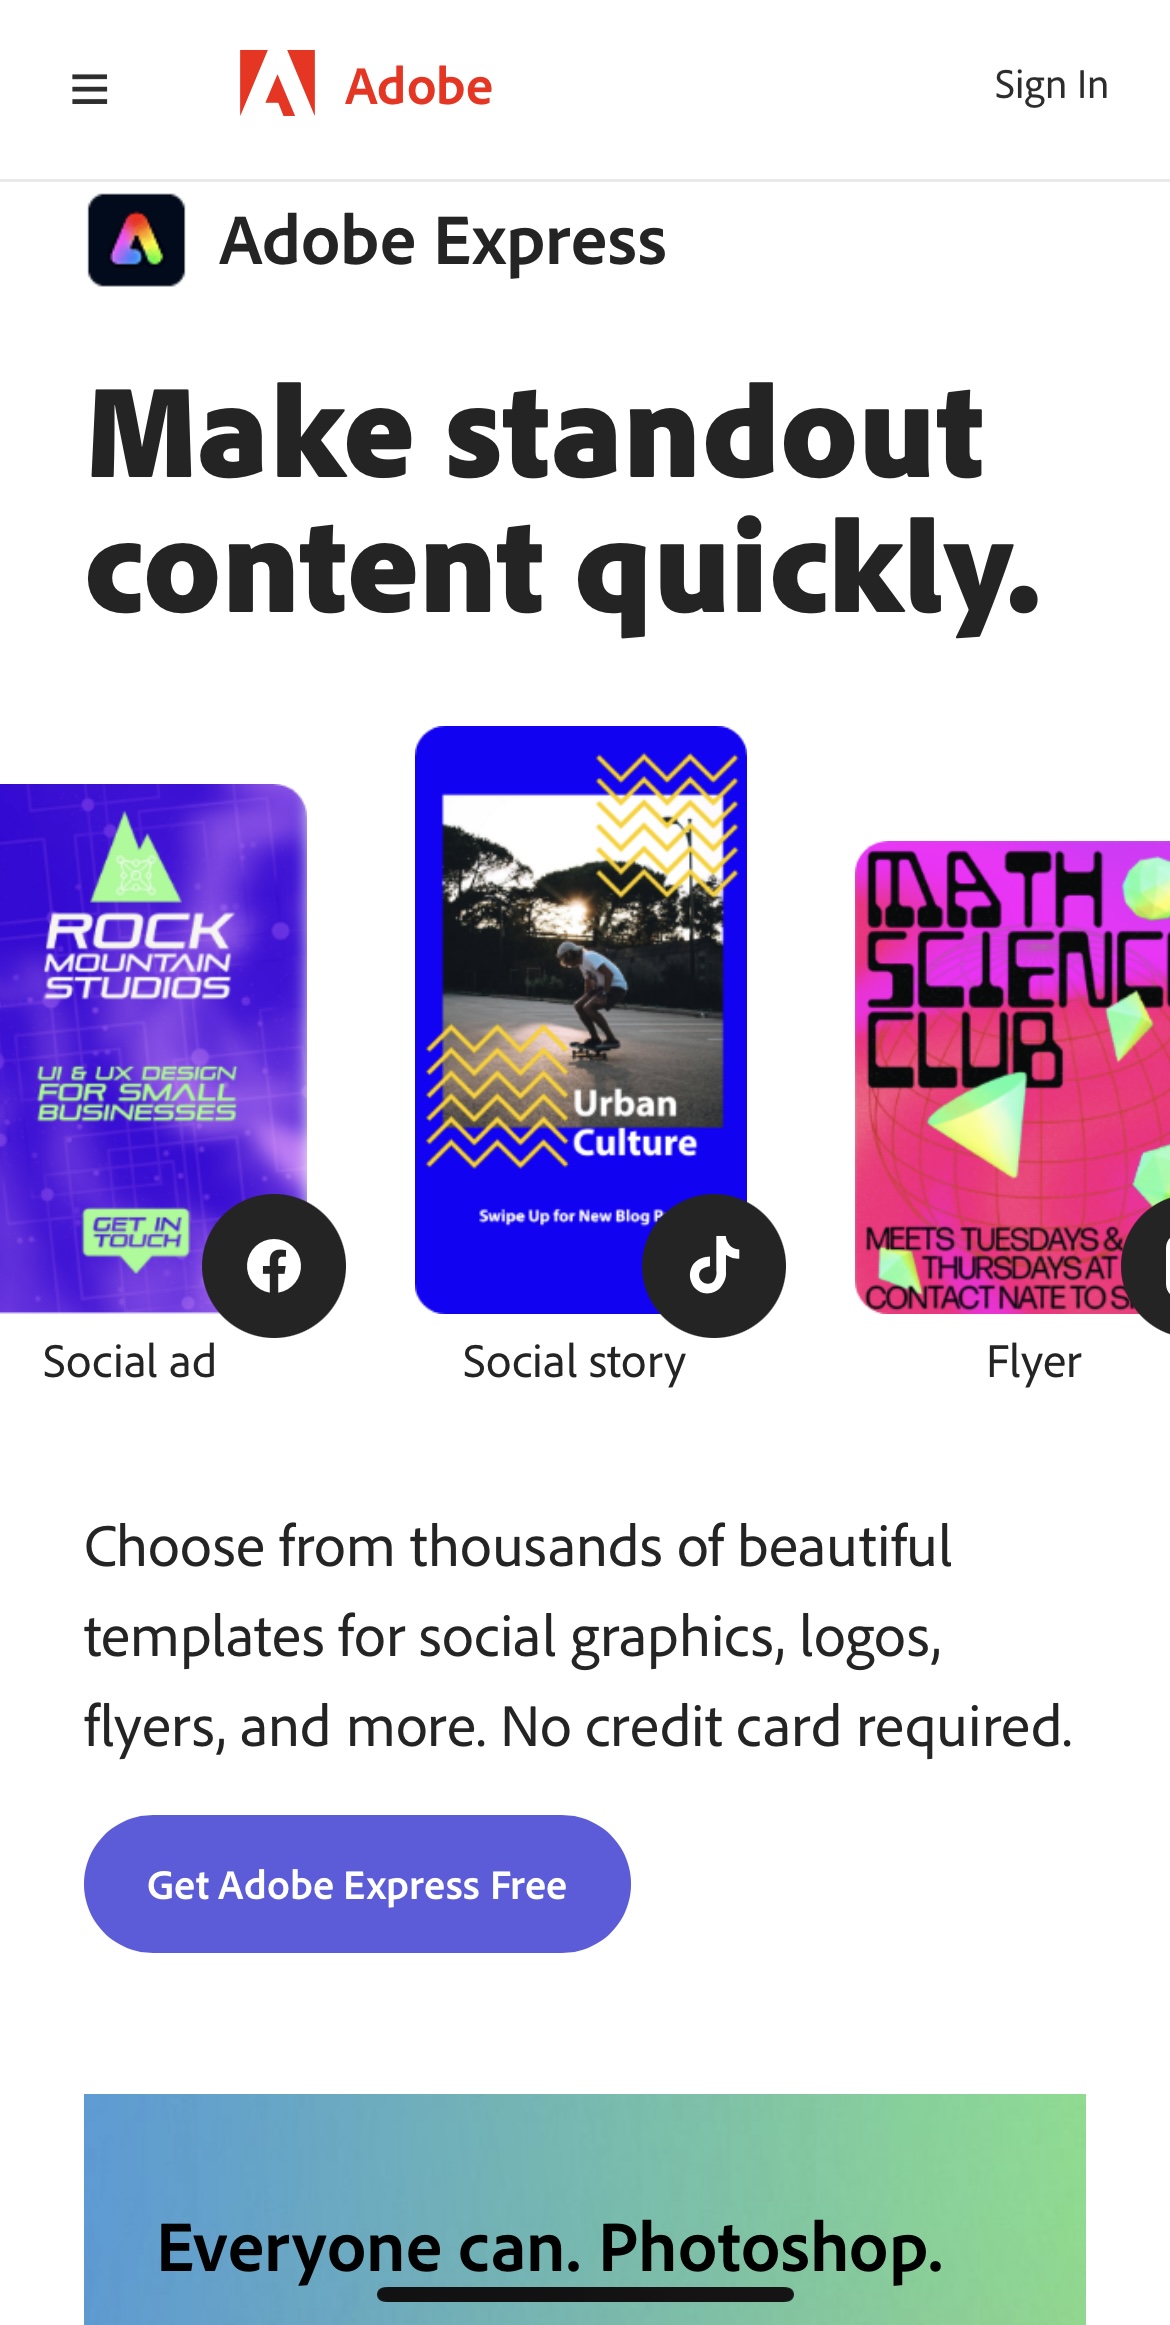 Adobe
Sign In
Adobe Express
Make standout
content quickly.
ROCK
MOUNTAIN
STUDIOS
UI & UX DESIGN
FOR SMALL
BUSINESSES
GET IN
TOUCH
Social ad
Urban
Culture
Swipe Up for New Blog
Social story
MATH
SCIENC
CLUB
MEETS TUESDAYS &
THURSDAYS AT
CONTACT NATE TO
Flyer
Choose from thousands of beautiful
templates for social graphics, logos,
flyers, and more. No credit card required.
Get Adobe Express Free
Everyone can. Photoshop.